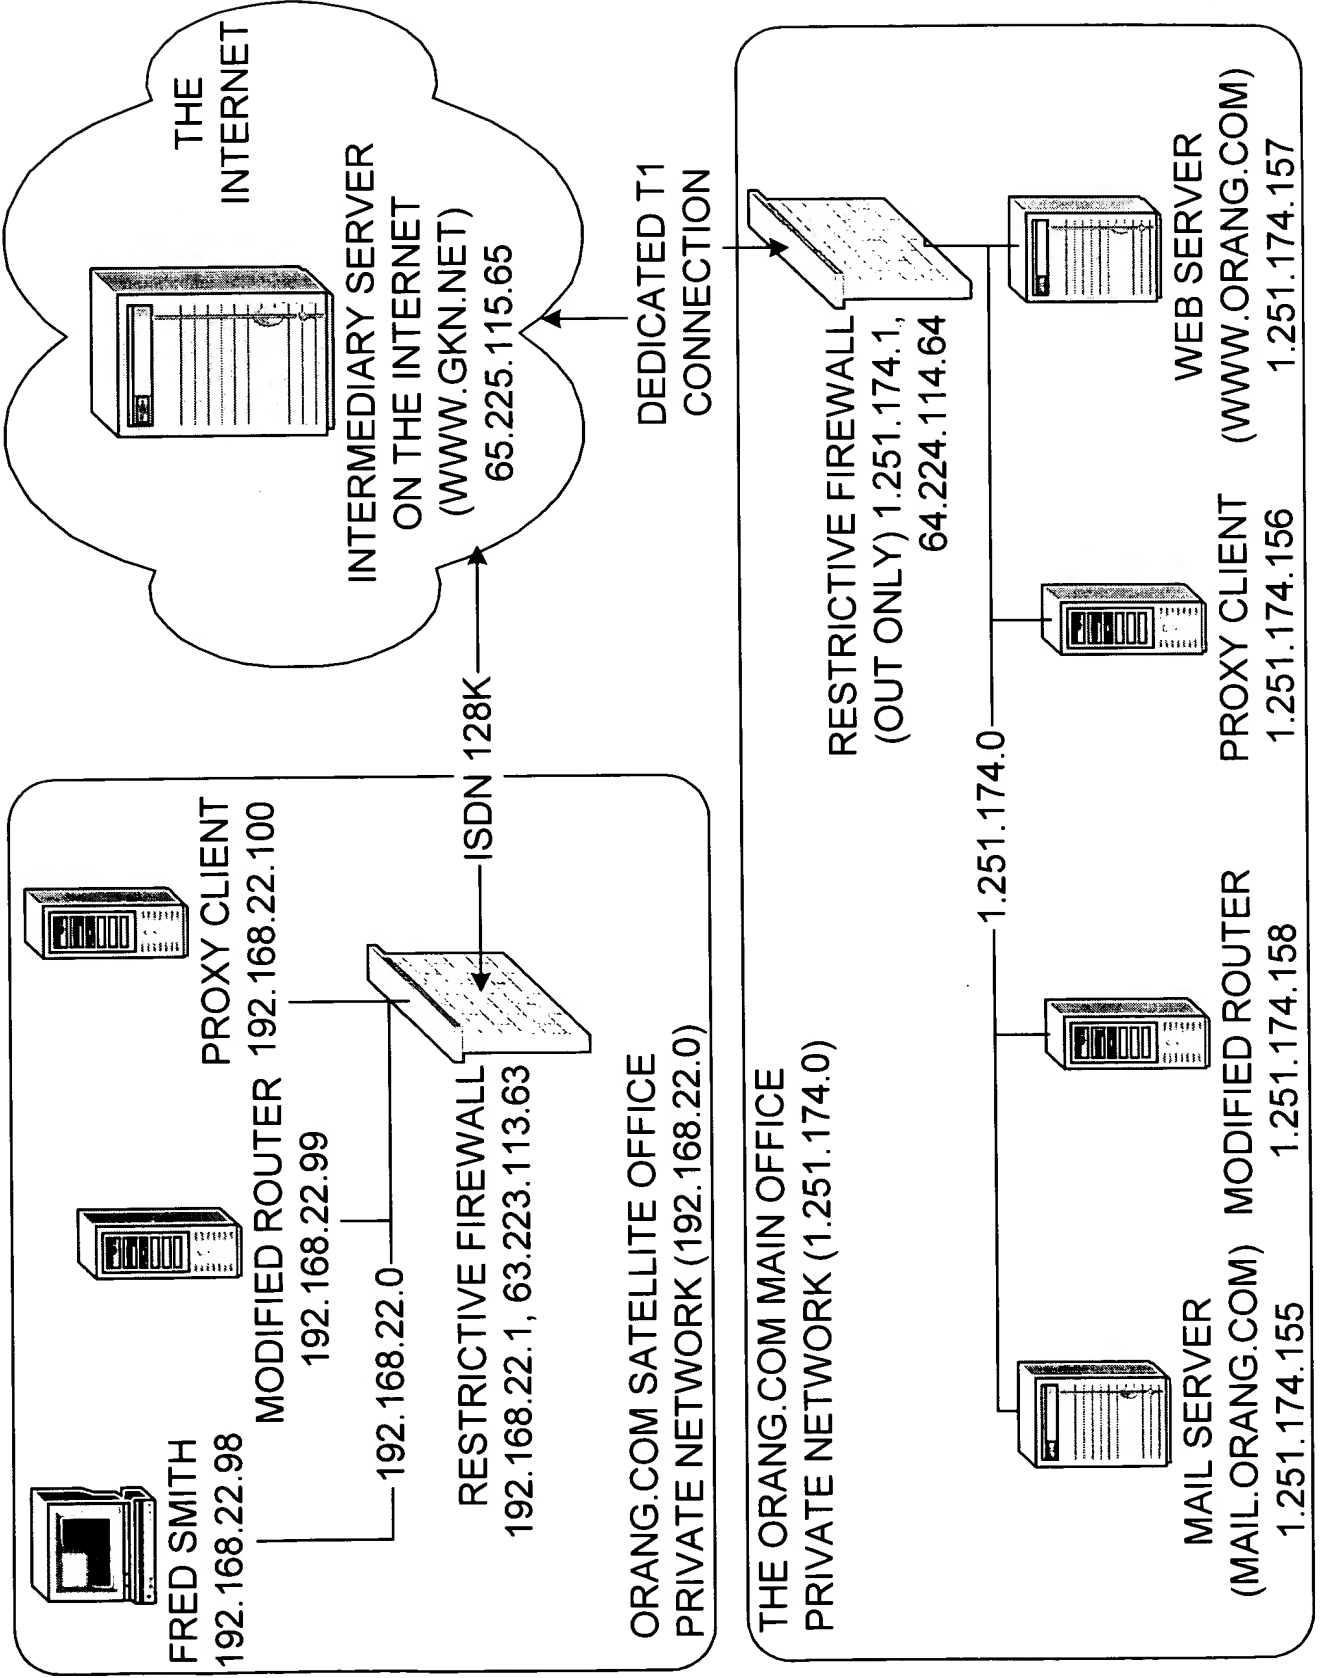 FRED SMITH
192.168.22.98
MODIFIED ROUTER
192.168.22.99
PROXY CLIENT
192.168.22.100
192.168.22.0
RESTRICTIVE FIREWALL
192.168.22.1, 63.223.113.63
ISDN 128K
ORANG.COM SATELLITE OFFICE
PRIVATE NETWORK (192.168.22.0)
THE
INTERNET
INTERMEDIARY SERVER
ON THE INTERNET
(WWW.GKN.NET)
65.225.115.65
DEDICATED T1
CONNECTION
THE ORANG.COM MAIN OFFICE
PRIVATE NETWORK (1.251.174.0)
RESTRICTIVE FIREWALL
(OUT ONLY) 1.251.174.1,
64.224.114.64
1.251.174.0
MAIL SERVER
(MAIL.ORANG.COM)
1.251.174.155
MODIFIED ROUTER
1.251.174.158
PROXY CLIENT
1.251.174.156
WEB SERVER
(WWW.ORANG.COM)
1.251.174.157